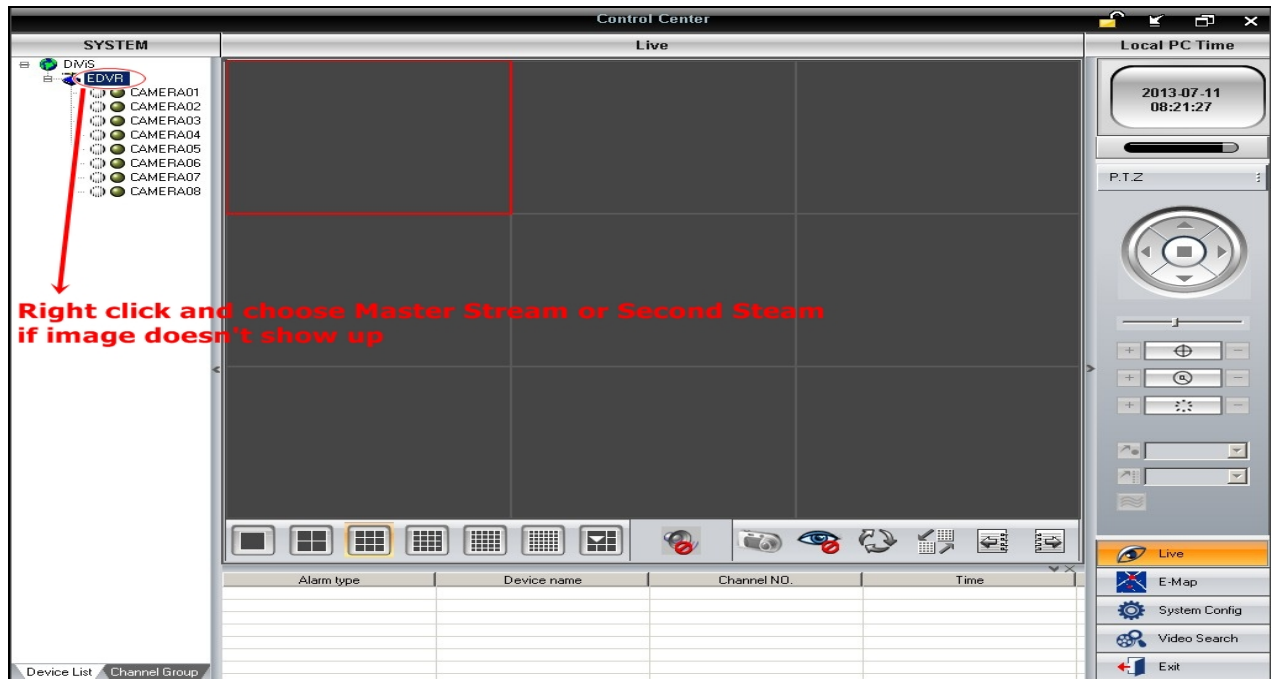 Control Center
SYSTEM
Live
Local PC Time
DiViS
EDVR
CAMERA01
CAMERA02
CAMERA03
CAMERA04
CAMERA05
CAMERA06
CAMERA07
CAMERA08
2013-07-11
08:21:27
P.T.Z
Right click and choose Master Stream or Second Steam
if image doesn't show up
Alarm type Device name Channel NO. Time
Live
E-Map
System Config
Video Search
Exit
Device List Channel Group